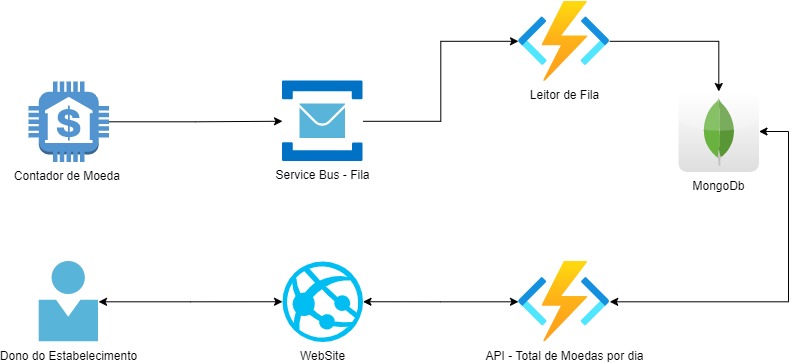 Leitor de Fila
$
Contador de Moeda
Service Bus - Fila
MongoDb
Dono do Estabelecimento
WebSite
API - Total de Moedas por dia